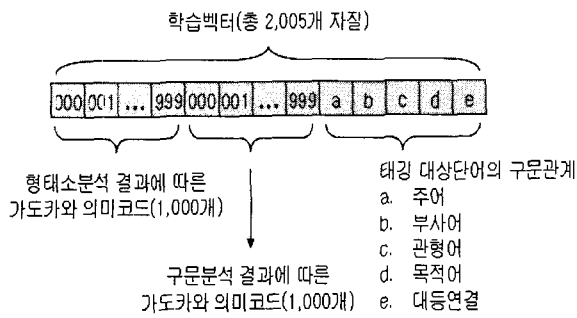 학습벡터(총 2,005개 자질)
000 001 ... 999 000 001 ... 999 a b c d e
형태소분석 결과에 따른
가도카와 의미코드(1,000개)
구문분석 결과에 따른
가도카와 의미코드(1,000개)
태깅 대상단어의 구문관계
a. 주어
b. 부사어
c. 관형어
d. 목적어
e. 대등연결